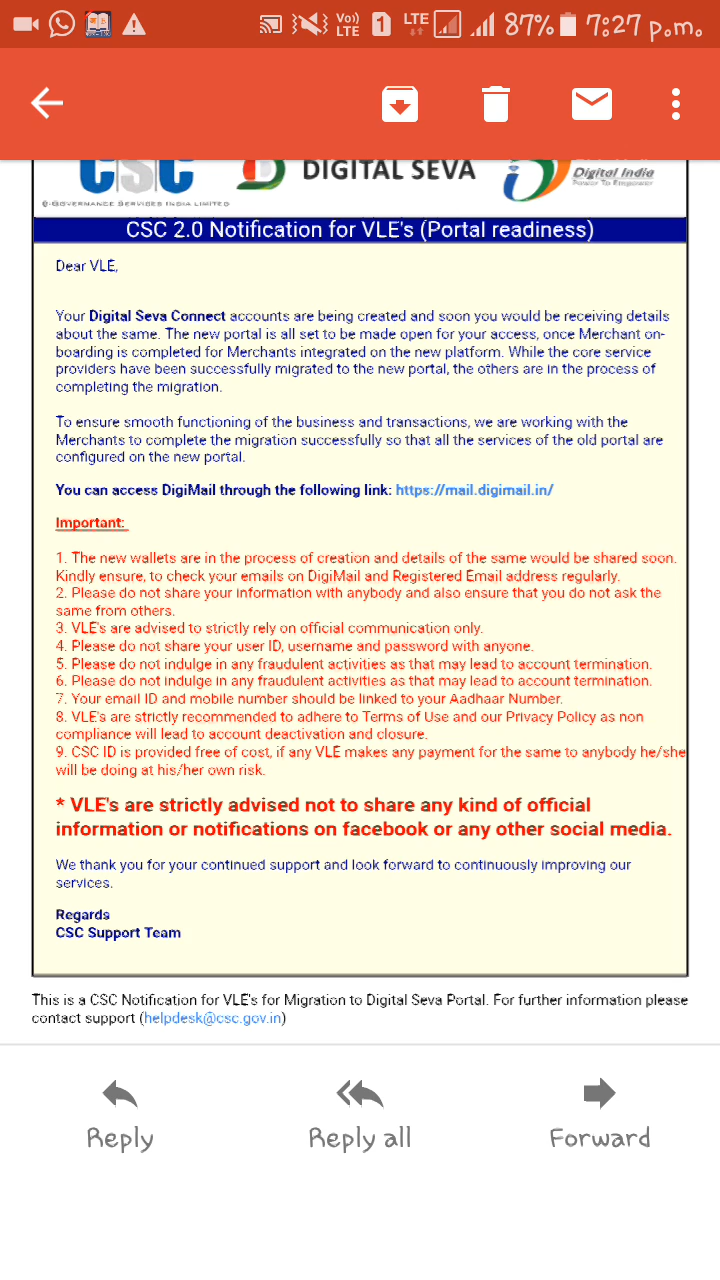 Vo)) LTE 1 LTE 87% 7:27 p.m.
CSC DIGITAL SEVA Digital India
Power To Empower
e-GOVERNANCE SERVICES INDIA LIMITED
CSC 2.0 Notification for VLE's (Portal readiness)
Dear VLE,
Your Digital Seva Connect accounts are being created and soon you would be receiving details
about the same. The new portal is all set to be made open for your access, once Merchant on-
boarding is completed for Merchants integrated on the new platform. While the core service
providers have been successfully migrated to the new portal, the others are in the process of
completing the migration.
To ensure smooth functioning of the business and transactions, we are working with the
Merchants to complete the migration successfully so that all the services of the old portal are
configured on the new portal.
You can access DigiMail through the following link: https://mail.digimail.in/
Important:
1. The new wallets are in the process of creation and details of the same would be shared soon.
Kindly ensure, to check your emails on DigiMail and Registered Email address regularly.
2. Please do not share your information with anybody and also ensure that you do not ask the
same from others.
3. VLE's are advised to strictly rely on official communication only.
4. Please do not share your user ID, username and password with anyone.
5. Please do not indulge in any fraudulent activities as that may lead to account termination.
6. Please do not indulge in any fraudulent activities as that may lead to account termination.
7. Your email ID and mobile number should be linked to your Aadhaar Number.
8. VLE's are strictly recommended to adhere to Terms of Use and our Privacy Policy as non
compliance will lead to account deactivation and closure.
9. CSC ID is provided free of cost, if any VLE makes any payment for the same to anybody he/she
will be doing at his/her own risk.
* VLE's are strictly advised not to share any kind of official
information or notifications on facebook or any other social media.
We thank you for your continued support and look forward to continuously improving our
services.
Regards
CSC Support Team
This is a CSC Notification for VLE's for Migration to Digital Seva Portal. For further information please
contact support (helpdesk@csc.gov.in)
Reply Reply all Forward